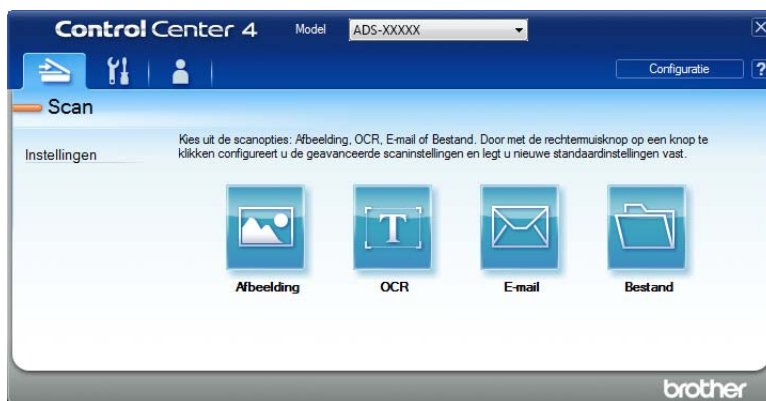 Control Center 4 Model ADS-XXXXX
Configuratie ?
Scan
Kies uit de scanopties: Afbeelding, OCR, E-mail of Bestand. Door met de rechtermuisknop op een knop te
klikken configureert u de geavanceerde scaninstellingen en legt u nieuwe standaardinstellingen vast.
Instellingen
T
Afbeelding OCR E-mail Bestand
brother